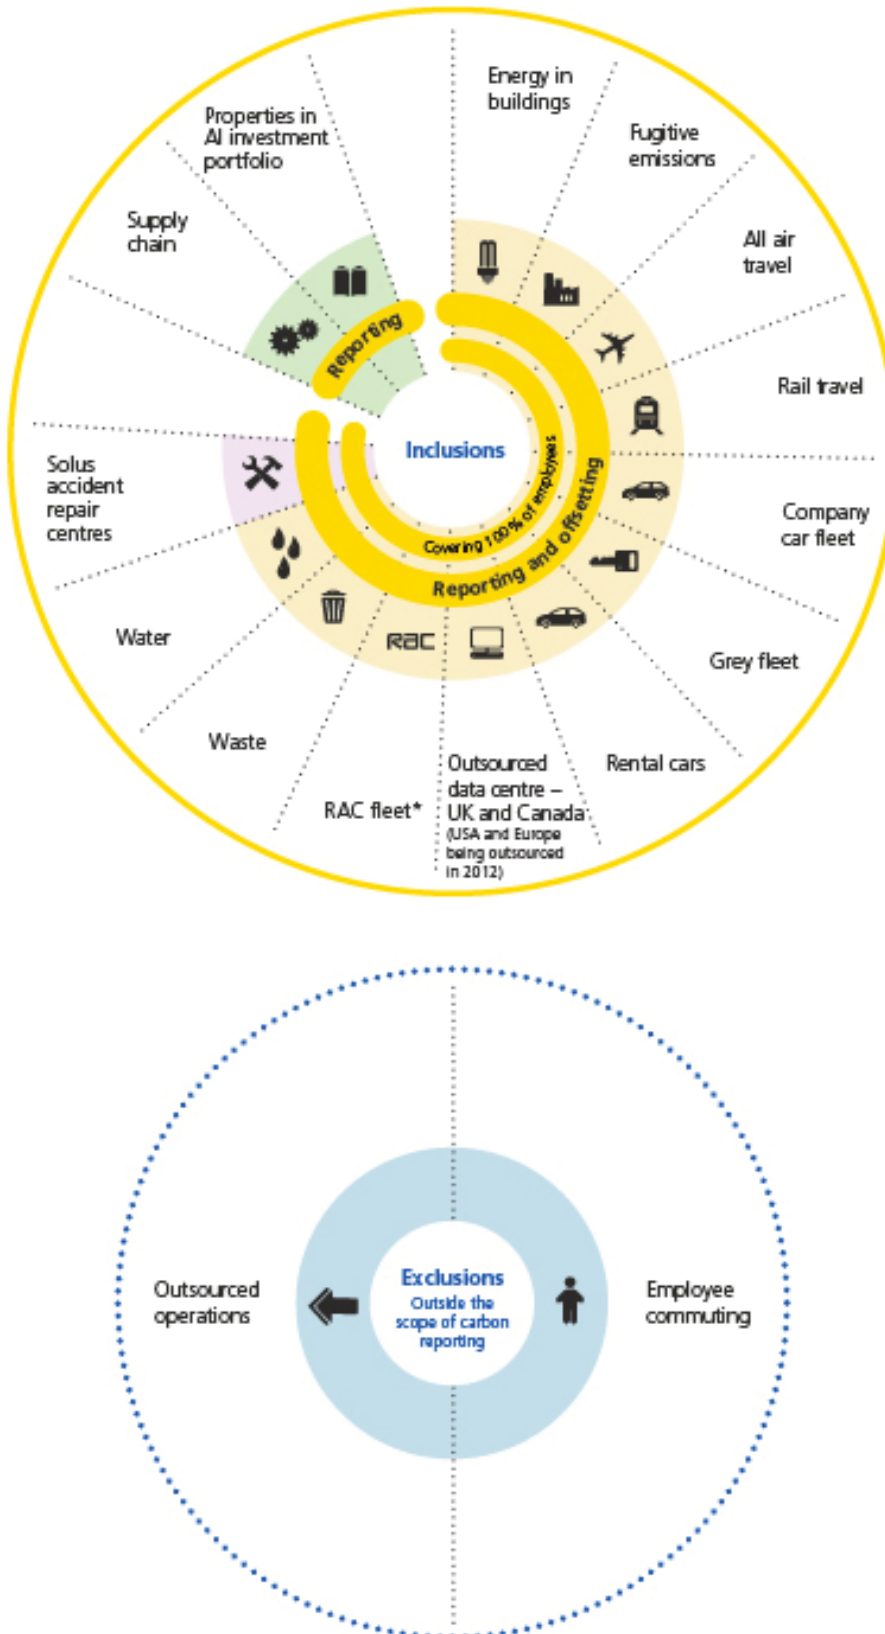 Energy in
buildings
Fugitive
emissions
All air
travel
Rail travel
Company
car fleet
Grey fleet
Rental cars
Outsourced
data centre –
UK and Canada
(USA and Europe
being outsourced
in 2012)
RAC fleet*
RAC
Waste
Water
Solus
accident
repair
centres
Supply
chain
Properties in
AI investment
portfolio
Reporting
Inclusions
Covering 100% of employees
Reporting and offsetting
Exclusions
Outside the
scope of carbon
reporting
Outsourced
operations
Employee
commuting